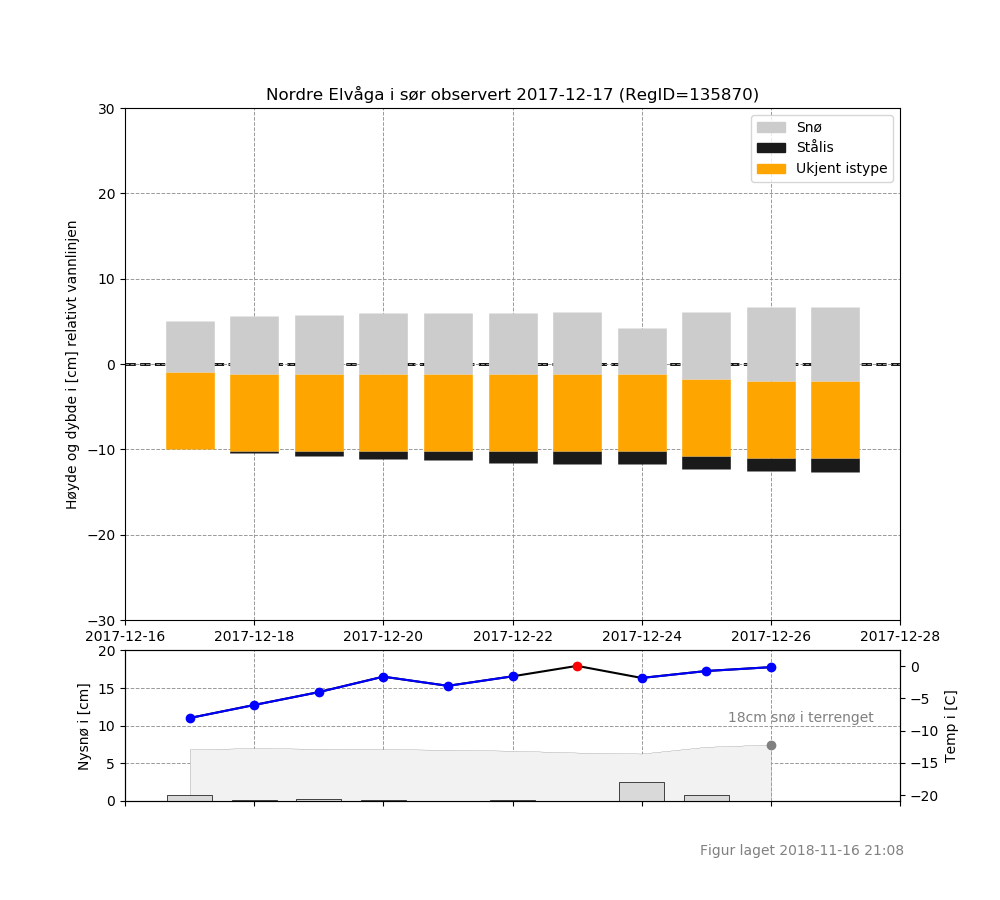 Nordre Elvåga i sør observert 2017-12-17 (RegID=135870)
30
20
10
0
−10
−20
−30
Høyde og dybde i [cm] relativt vannlinjen
Snø
Stålis
Ukjent istype
2017-12-16 2017-12-18 2017-12-20 2017-12-22 2017-12-24 2017-12-26 2017-12-28
20
15
10
5
0
Nysnø i [cm]
18cm snø i terrenget
0
−5
−10
−15
−20
Temp i [C]
Figur laget 2018-11-16 21:08